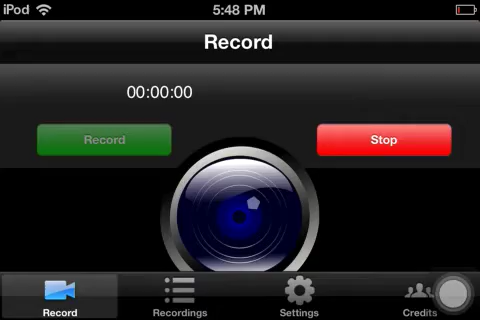 iPod 5:48 PM
Record
00:00:00
Record Stop
Record Recordings Settings Credits